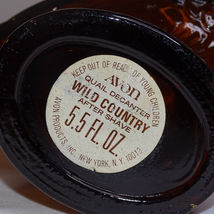 KEEP OUT OF REACH OF YOUNG CHILDREN
AVON
QUAIL DECANTER
WILD COUNTRY
AFTER SHAVE
5.5 FL. OZ.
AVON PRODUCTS, INC. NEW YORK, N.Y. 10019